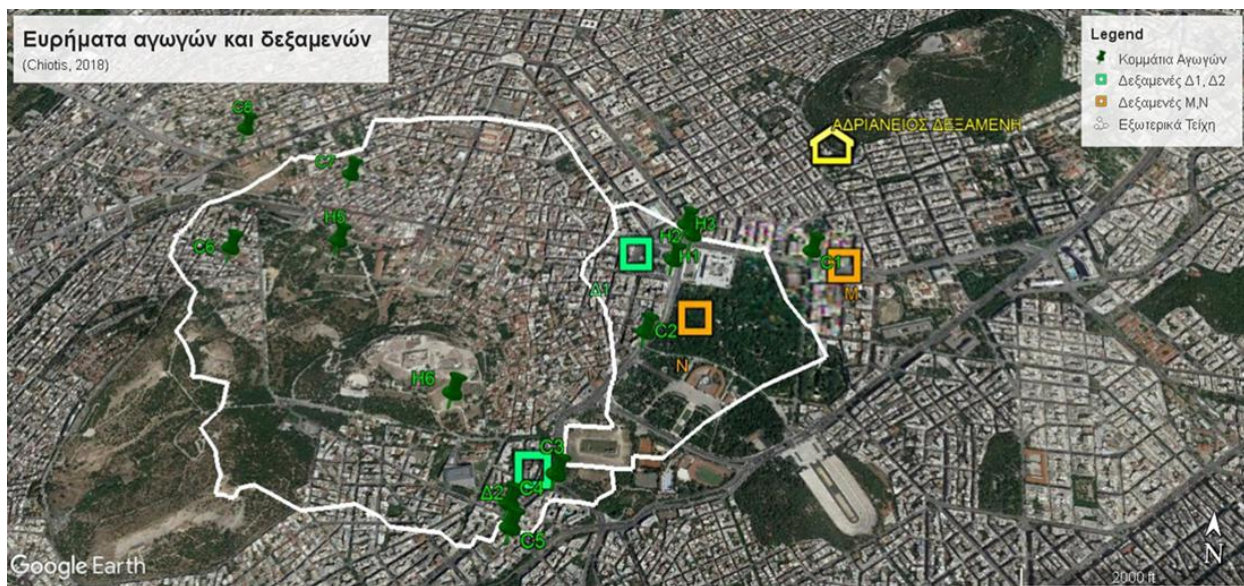 Ευρήματα αγωγών και δεξαμενών
(Chiotis, 2018)
Legend
Κομμάτια Αγωγών
Δεξαμενές Δ1, Δ2
Δεξαμενές Μ,Ν
Εξωτερικά Τείχη
C8
ΑΔΡΙΑΝΕΙΟΣ ΔΕΞΑΜΕΝΗ
C7
H5
C6
H3
H2
H1
C1
Δ1
M
C2
N
H6
C3
C4
Δ2
C5
N
Google Earth
2000 ft